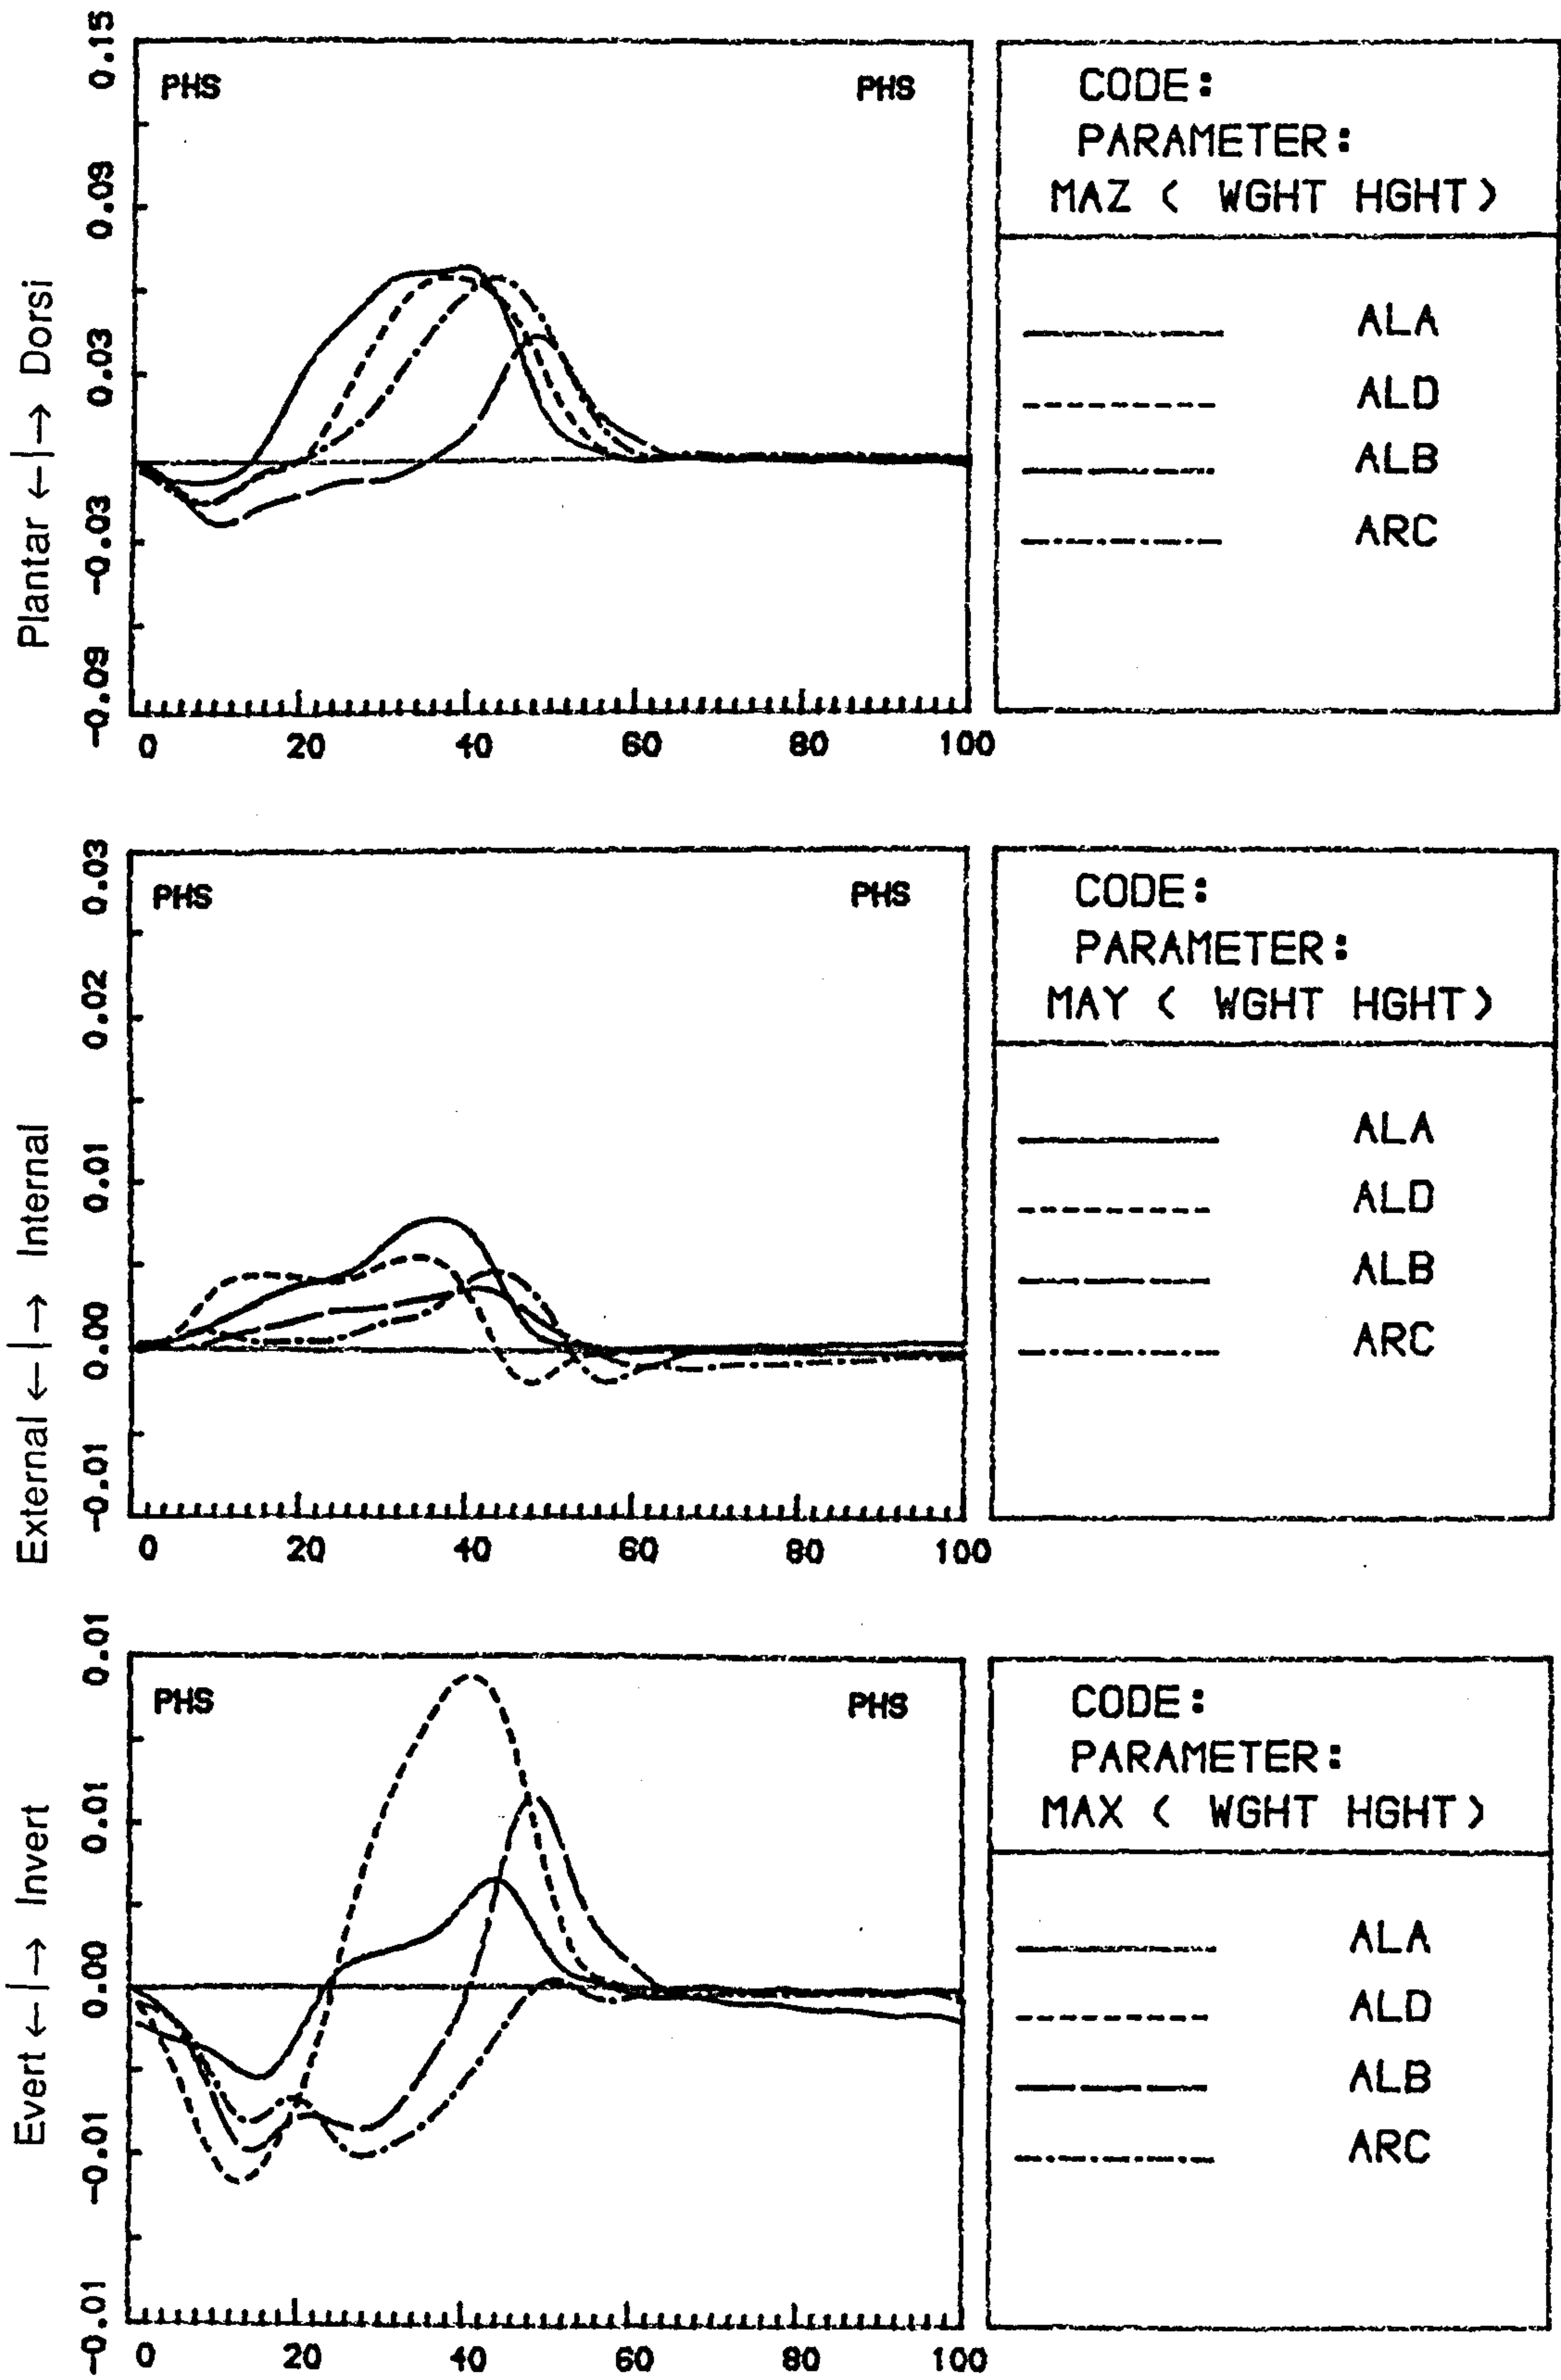 Plantar ←|→ Dorsi
0.15
0.09
0.03
-0.03
-0.09
PHS PHS
0 20 40 60 80 100
CODE:
PARAMETER:
MAZ ( WGHT HGHT)
ALA
ALD
ALB
ARC
External ←|→ Internal
0.03
0.02
0.01
0.00
-0.01
PHS PHS
0 20 40 60 80 100
CODE:
PARAMETER:
MAY ( WGHT HGHT)
ALA
ALD
ALB
ARC
Evert ←|→ Invert
0.01
0.01
0.00
-0.01
-0.01
PHS PHS
0 20 40 60 80 100
CODE:
PARAMETER:
MAX ( WGHT HGHT)
ALA
ALD
ALB
ARC